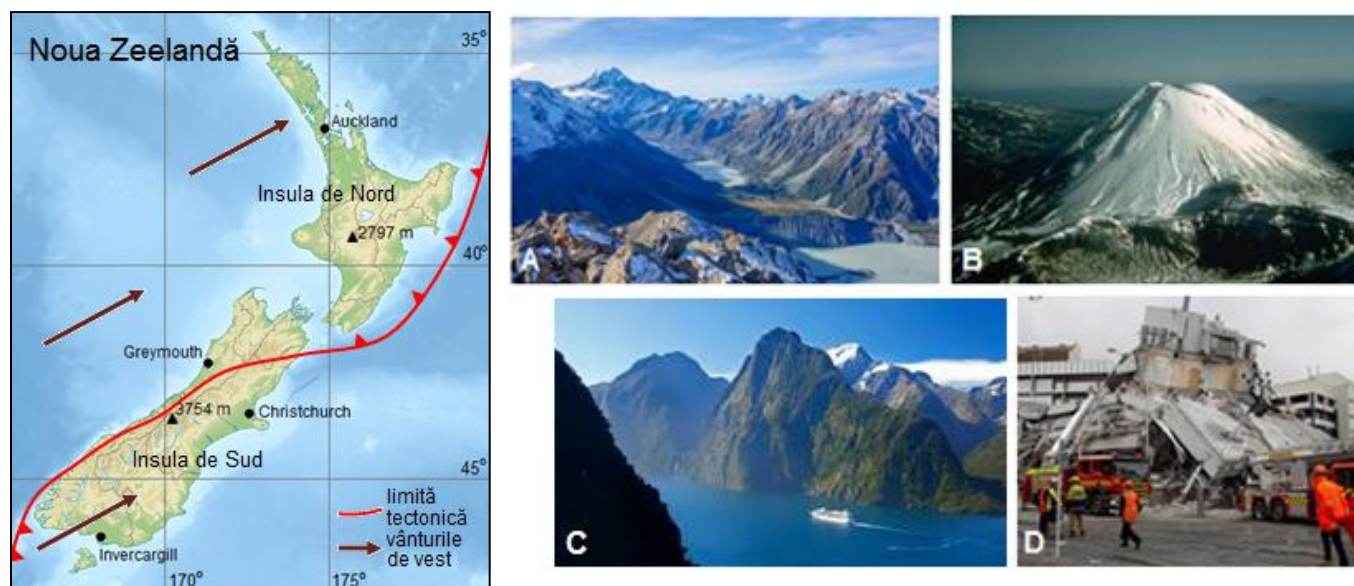 Noua Zeelandă
35°
Auckland
Insula de Nord
2797 m
40°
Greymouth
3754 m
Christchurch
Insula de Sud
45°
limită
tectonică
vânturile
de vest
Invercargill
170°
175°
A
B
C
D